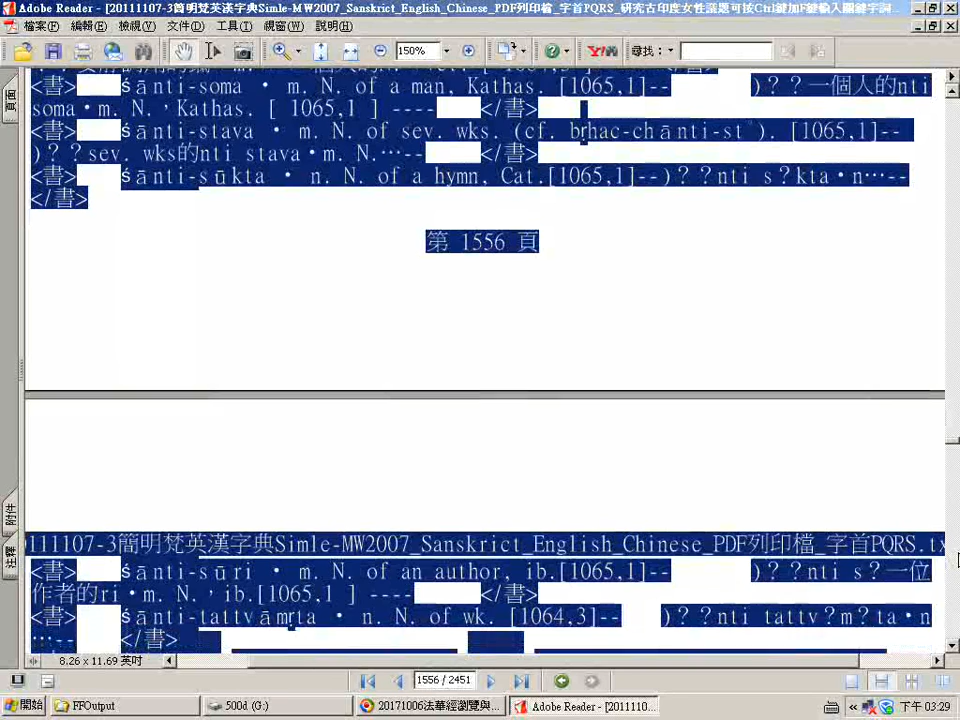 Adobe Reader - [20111107-3簡明梵英漢字典Simle-MW2007_Sanskrict_English_Chinese_PDF列印檔_字首PQRS_研究古印度女性議題可按Ctrl鍵加F鍵輸入關鍵字詞
檔案(F) 編輯(E) 檢視(V) 文件(D) 工具(T) 視窗(W) 說明(H)
150% 尋找：
頁面
<書> śānti-soma ‧ m. N. of a man, Kathas. [1065,1]-- )？？一個人的nti
soma‧m. N.，Kathas. [ 1065,1 ] ---- </書>
<書> śānti-stava ‧ m. N. of sev. wks. (cf. bṛhac-chānti-st˚). [1065,1]--
)？？sev. wks的nti stava‧m. N.…-- </書>
<書> śānti-sūkta ‧ n. N. of a hymn, Cat.[1065,1]--)？？nti s？kta‧n…--
</書>
第 1556 頁
附件
注釋
0111107-3簡明梵英漢字典Simle-MW2007_Sanskrict_English_Chinese_PDF列印檔_字首PQRS.tx
<書> śānti-sūri ‧ m. N. of an author, ib.[1065,1]-- )？？nti s？一位
作者的ri‧m. N.，ib.[1065,1 ] ---- </書>
<書> śānti-tattvāmṛta ‧ n. N. of wk. [1064,3]-- )？？nti tattv？m？ta‧n
…-- </書>
8.26 x 11.69 英吋
1556 / 2451
開始 FFOutput 500d (G:) 20171006法華經瀏覽與... Adobe Reader - [2011110... 下午 03:29